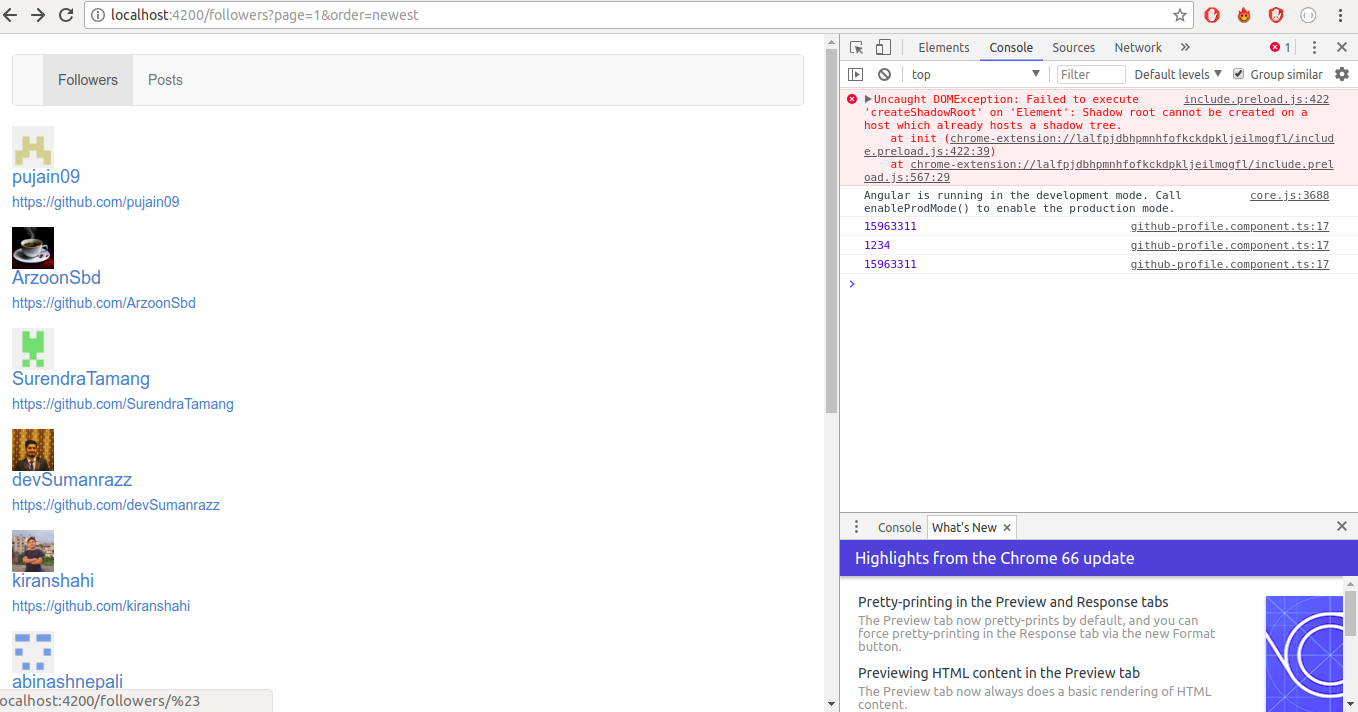 localhost:4200/followers?page=1&order=newest
Followers Posts
pujain09
https://github.com/pujain09
ArzoonSbd
https://github.com/ArzoonSbd
SurendraTamang
https://github.com/SurendraTamang
devSumanrazz
https://github.com/devSumanrazz
kiranshahi
https://github.com/kiranshahi
abinashnepali
ocalhost:4200/followers/%23
Elements Console Sources Network » 1
top Filter Default levels Group similar
Uncaught DOMException: Failed to execute include.preload.js:422
'createShadowRoot' on 'Element': Shadow root cannot be created on a
host which already hosts a shadow tree.
at init (chrome-extension://lalfpjdbhpmnhfofkckdpkljeilmogfl/includ
e.preload.js:422:39)
at chrome-extension://lalfpjdbhpmnhfofkckdpkljeilmogfl/include.prel
oad.js:567:29
Angular is running in the development mode. Call core.js:3688
enableProdMode() to enable the production mode.
15963311 github-profile.component.ts:17
1234 github-profile.component.ts:17
15963311 github-profile.component.ts:17
Console What's New
Highlights from the Chrome 66 update
Pretty-printing in the Preview and Response tabs
The Preview tab now pretty-prints by default, and you can
force pretty-printing in the Response tab via the new Format
button.
Previewing HTML content in the Preview tab
The Preview tab now always does a basic rendering of HTML
content.